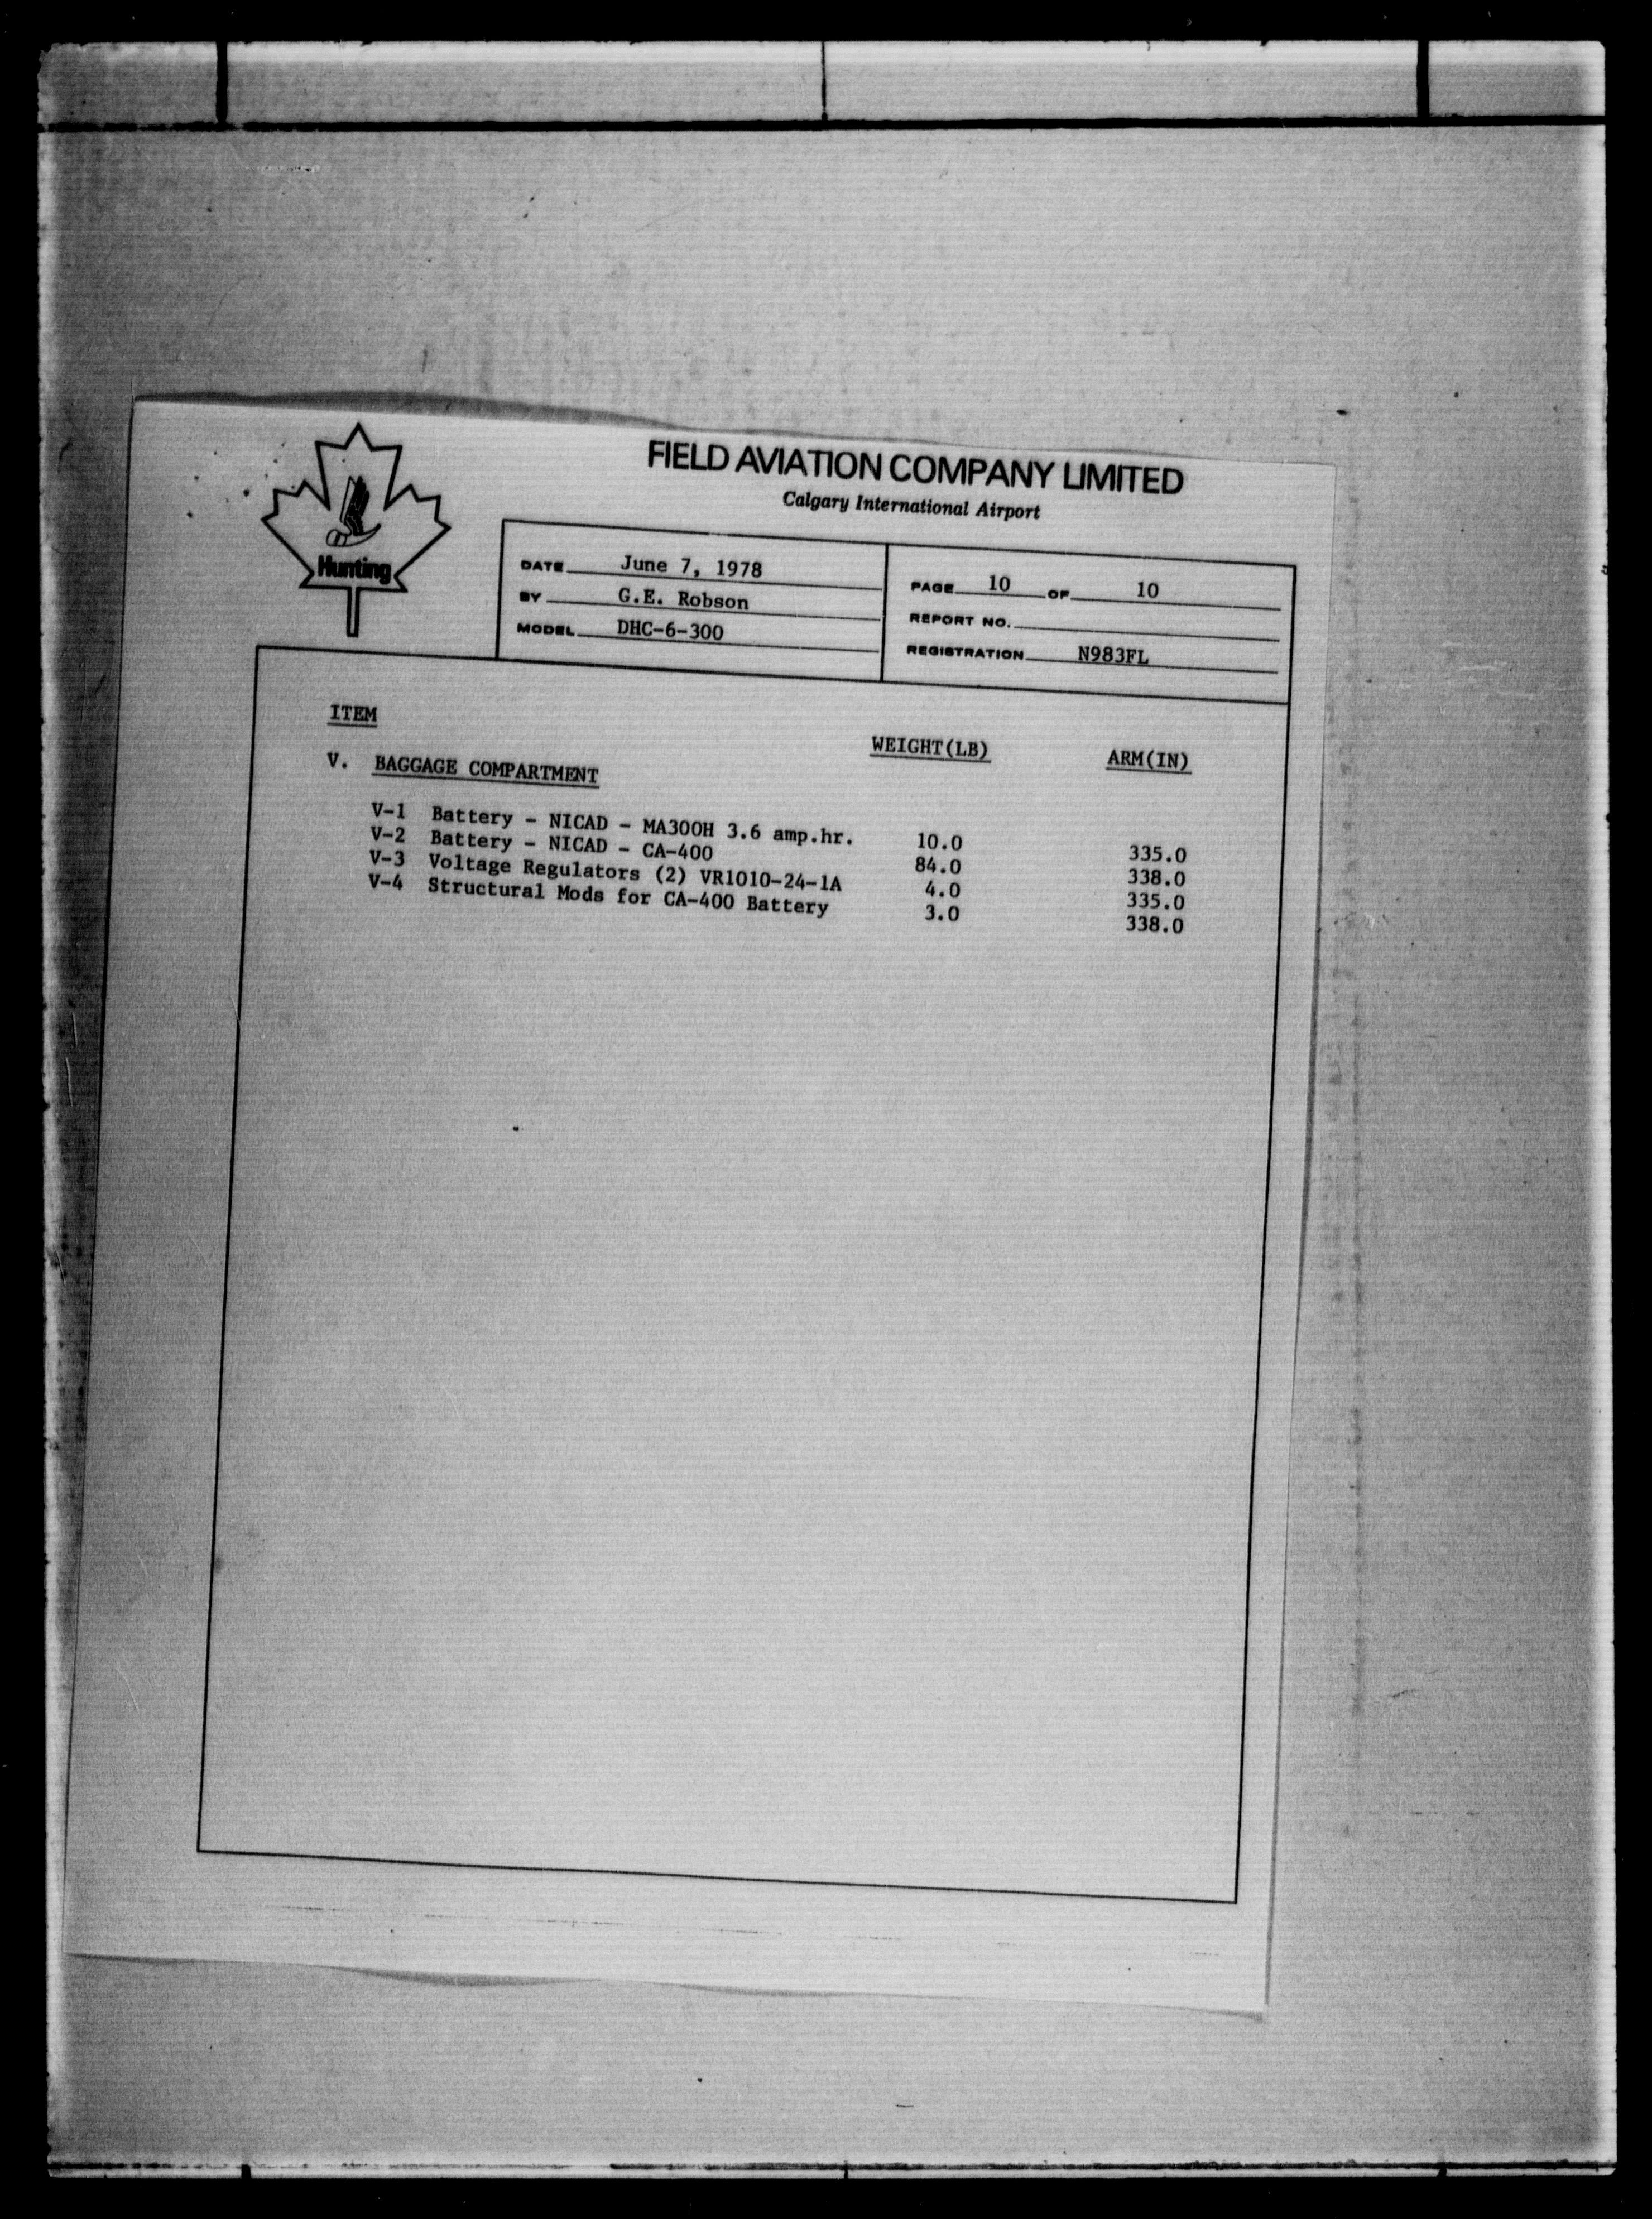 Hunting
FIELD AVIATION COMPANY LIMITED
Calgary International Airport
DATE June 7, 1978
BY G.E. Robson
MODEL DHC-6-300
PAGE 10 OF 10
REPORT NO.
REGISTRATION N983FL
ITEM WEIGHT(LB) ARM(IN)
V. BAGGAGE COMPARTMENT
V-1 Battery - NICAD - MA300H 3.6 amp.hr. 10.0 335.0
V-2 Battery - NICAD - CA-400 84.0 338.0
V-3 Voltage Regulators (2) VR1010-24-1A 4.0 335.0
V-4 Structural Mods for CA-400 Battery 3.0 338.0